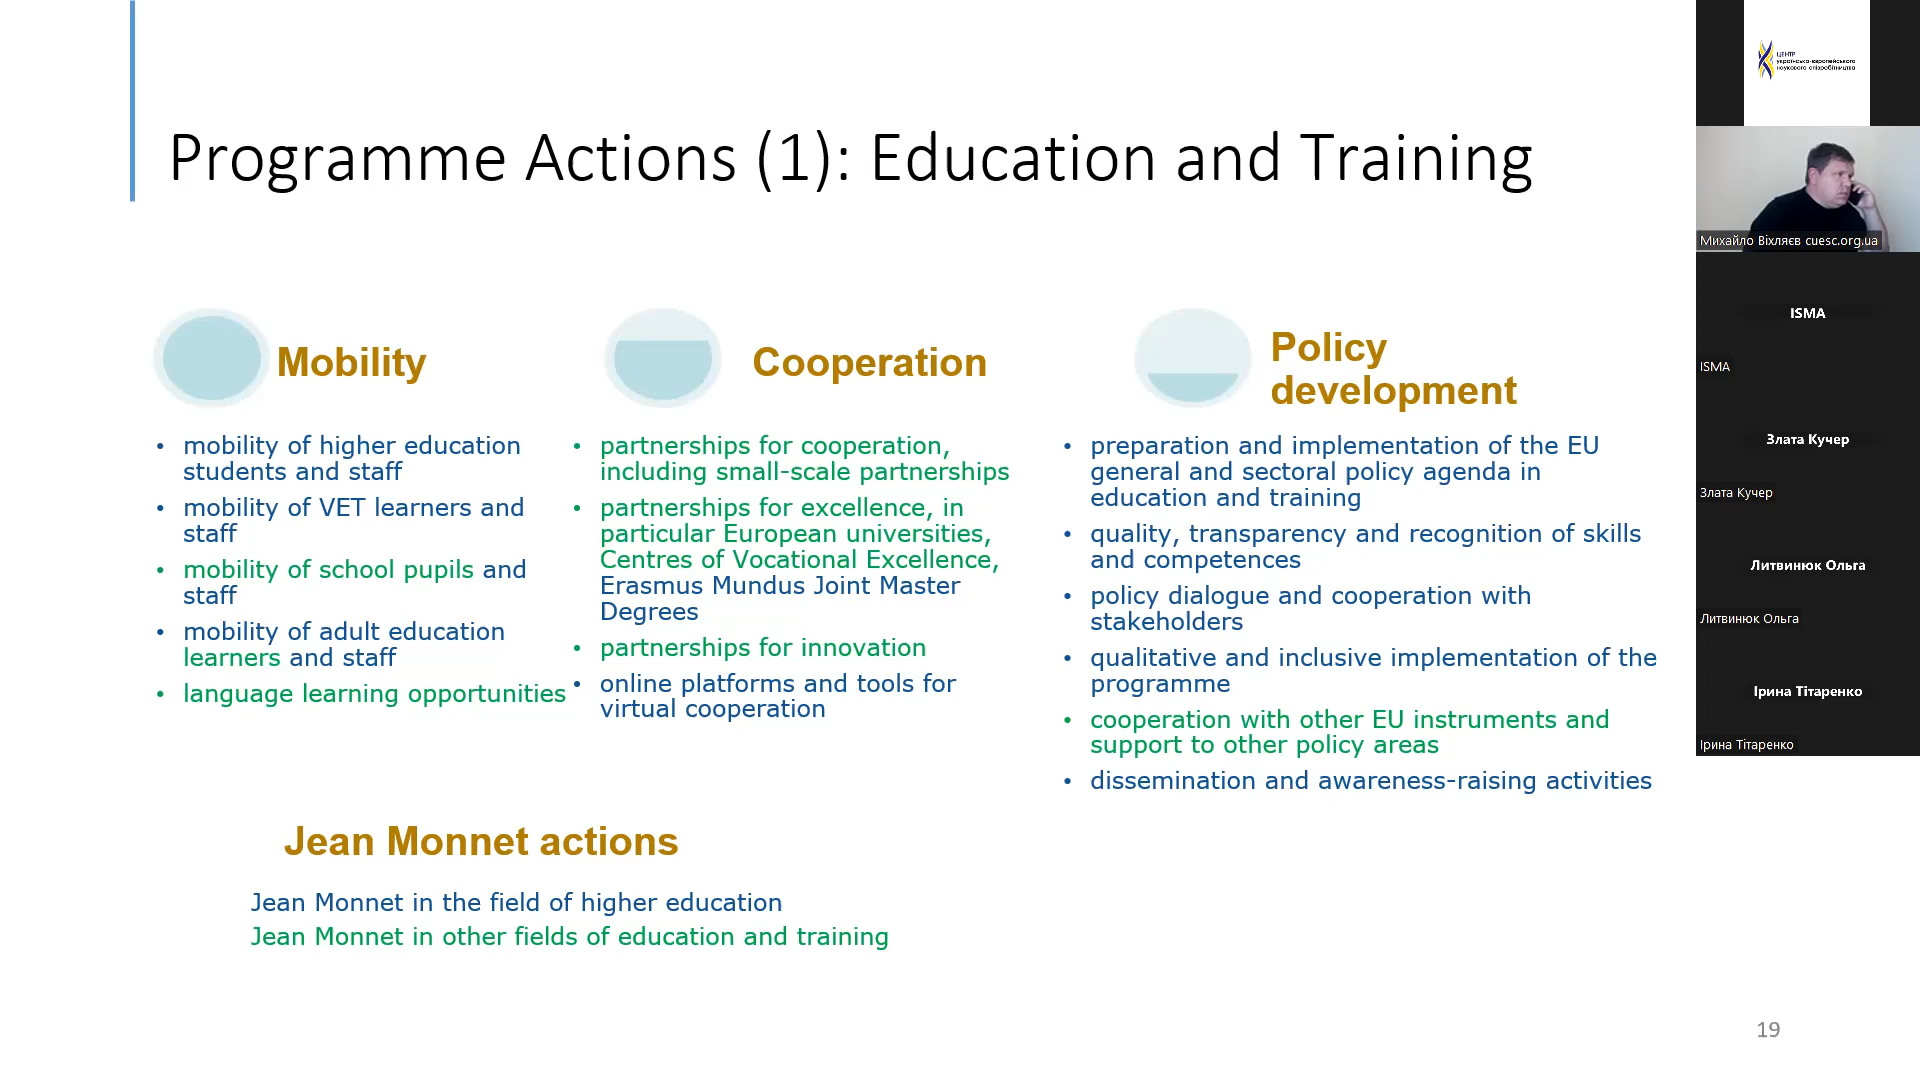 Programme Actions (1): Education and Training
Mobility
• mobility of higher education
students and staff
• mobility of VET learners and
staff
• mobility of school pupils and
staff
• mobility of adult education
learners and staff
• language learning opportunities
Cooperation
• partnerships for cooperation,
including small-scale partnerships
• partnerships for excellence, in
particular European universities,
Centres of Vocational Excellence,
Erasmus Mundus Joint Master
Degrees
• partnerships for innovation
• online platforms and tools for
virtual cooperation
Policy
development
• preparation and implementation of the EU
general and sectoral policy agenda in
education and training
• quality, transparency and recognition of skills
and competences
• policy dialogue and cooperation with
stakeholders
• qualitative and inclusive implementation of the
programme
• cooperation with other EU instruments and
support to other policy areas
• dissemination and awareness-raising activities
Jean Monnet actions
Jean Monnet in the field of higher education
Jean Monnet in other fields of education and training
19
ЦЕНТР
українсько-європейського
наукового співробітництва
Михайло Віхляєв cuesc.org.ua
ISMA
ISMA
Злата Кучер
Злата Кучер
Литвинюк Ольга
Литвинюк Ольга
Ірина Тітаренко
Ірина Тітаренко